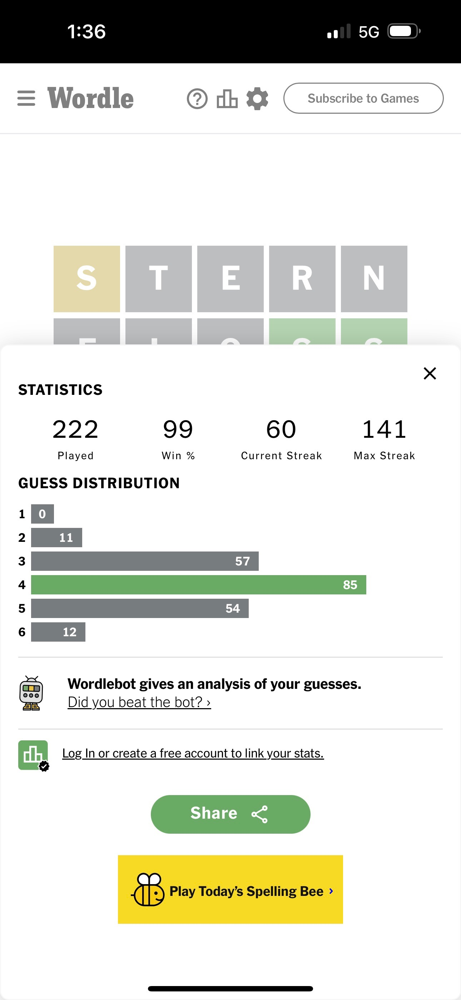 1:36 5G
Wordle ? Subscribe to Games
S T E R N
STATISTICS
222 99 60 141
Played Win % Current Streak Max Streak
GUESS DISTRIBUTION
1 0
2 11
3 57
4 85
5 54
6 12
Wordlebot gives an analysis of your guesses.
Did you beat the bot? ›
Log In or create a free account to link your stats.
Share
Play Today’s Spelling Bee ›